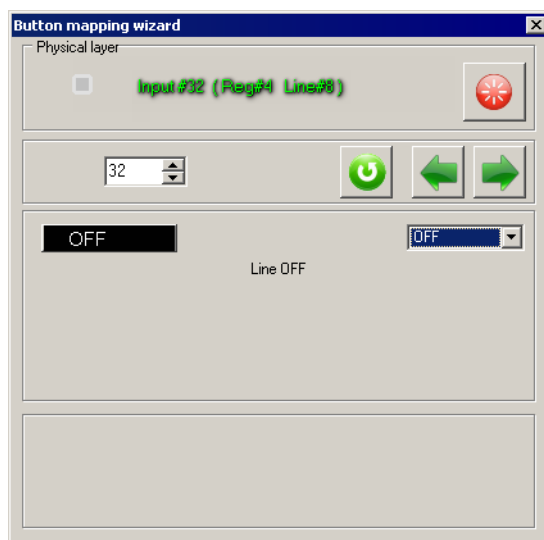 Button mapping wizard
Physical layer
Input #32 (Reg#4 Line#8)
32
OFF
OFF
Line OFF